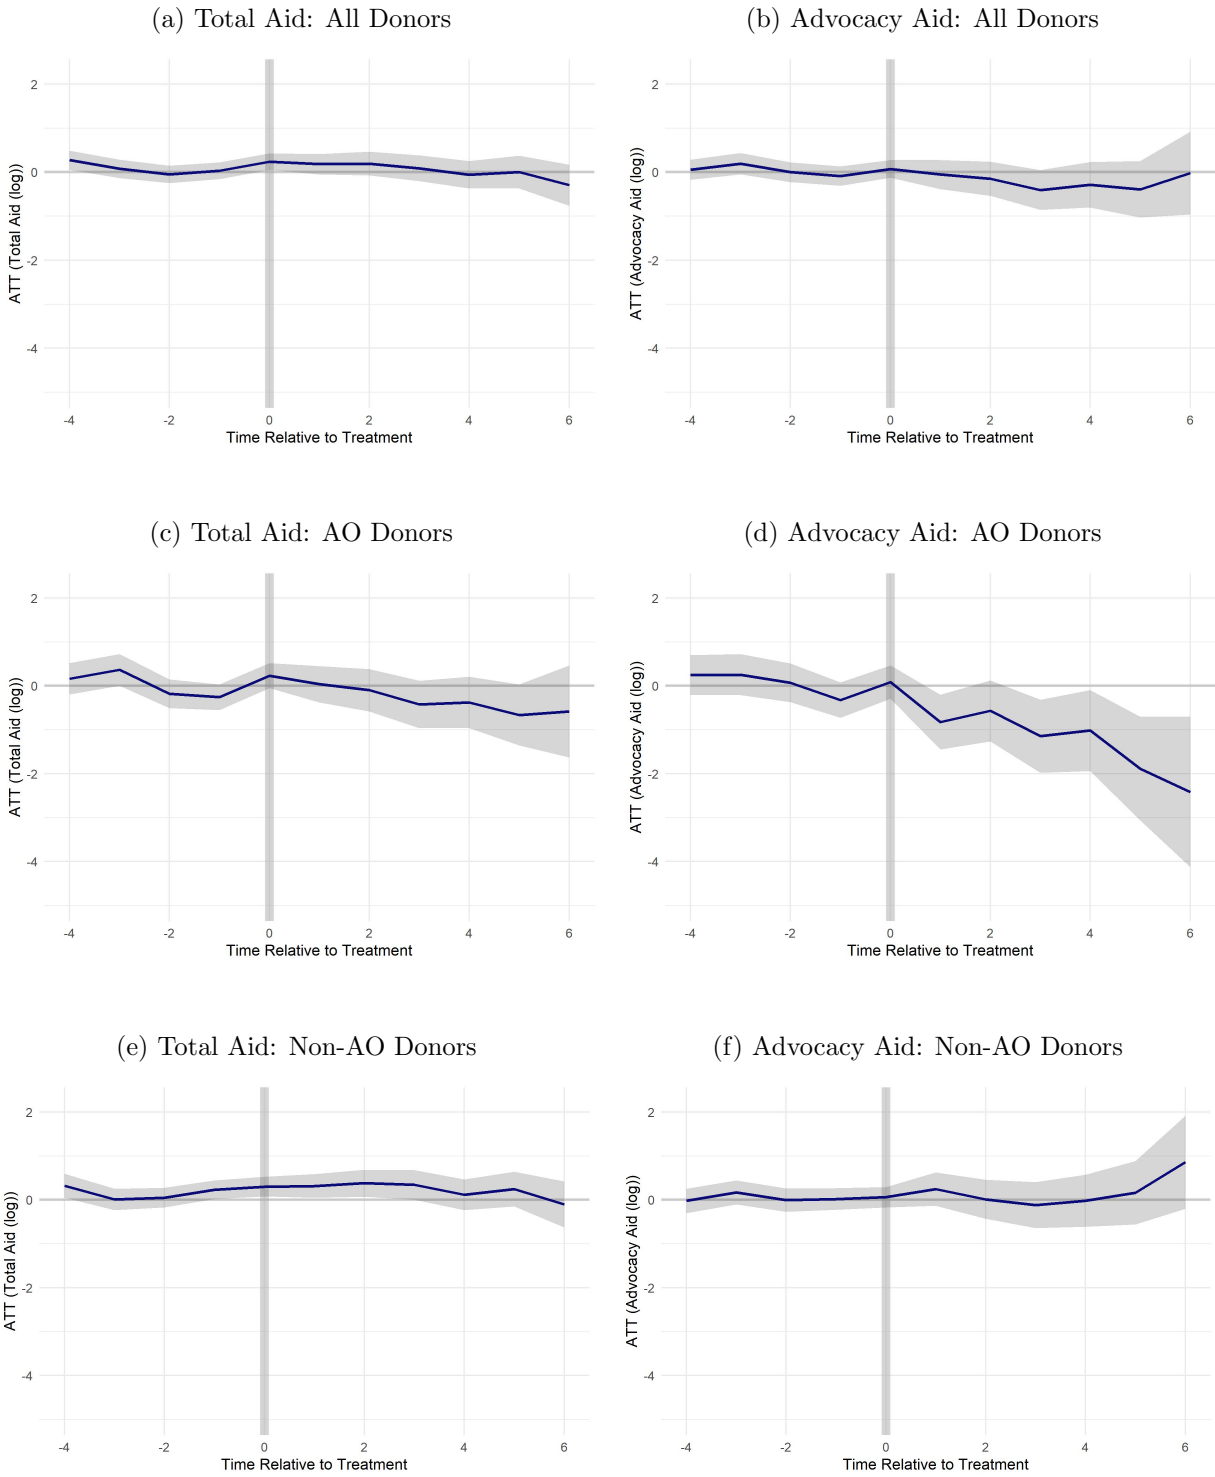 (a) Total Aid: All Donors
2
0
-2
-4
ATT (Total Aid (log))
-4 -2 0 2 4 6
Time Relative to Treatment
(b) Advocacy Aid: All Donors
2
0
-2
-4
ATT (Advocacy Aid (log))
-4 -2 0 2 4 6
Time Relative to Treatment
(c) Total Aid: AO Donors
2
0
-2
-4
ATT (Total Aid (log))
-4 -2 0 2 4 6
Time Relative to Treatment
(d) Advocacy Aid: AO Donors
2
0
-2
-4
ATT (Advocacy Aid (log))
-4 -2 0 2 4 6
Time Relative to Treatment
(e) Total Aid: Non-AO Donors
2
0
-2
-4
ATT (Total Aid (log))
-4 -2 0 2 4 6
Time Relative to Treatment
(f) Advocacy Aid: Non-AO Donors
2
0
-2
-4
ATT (Advocacy Aid (log))
-4 -2 0 2 4 6
Time Relative to Treatment